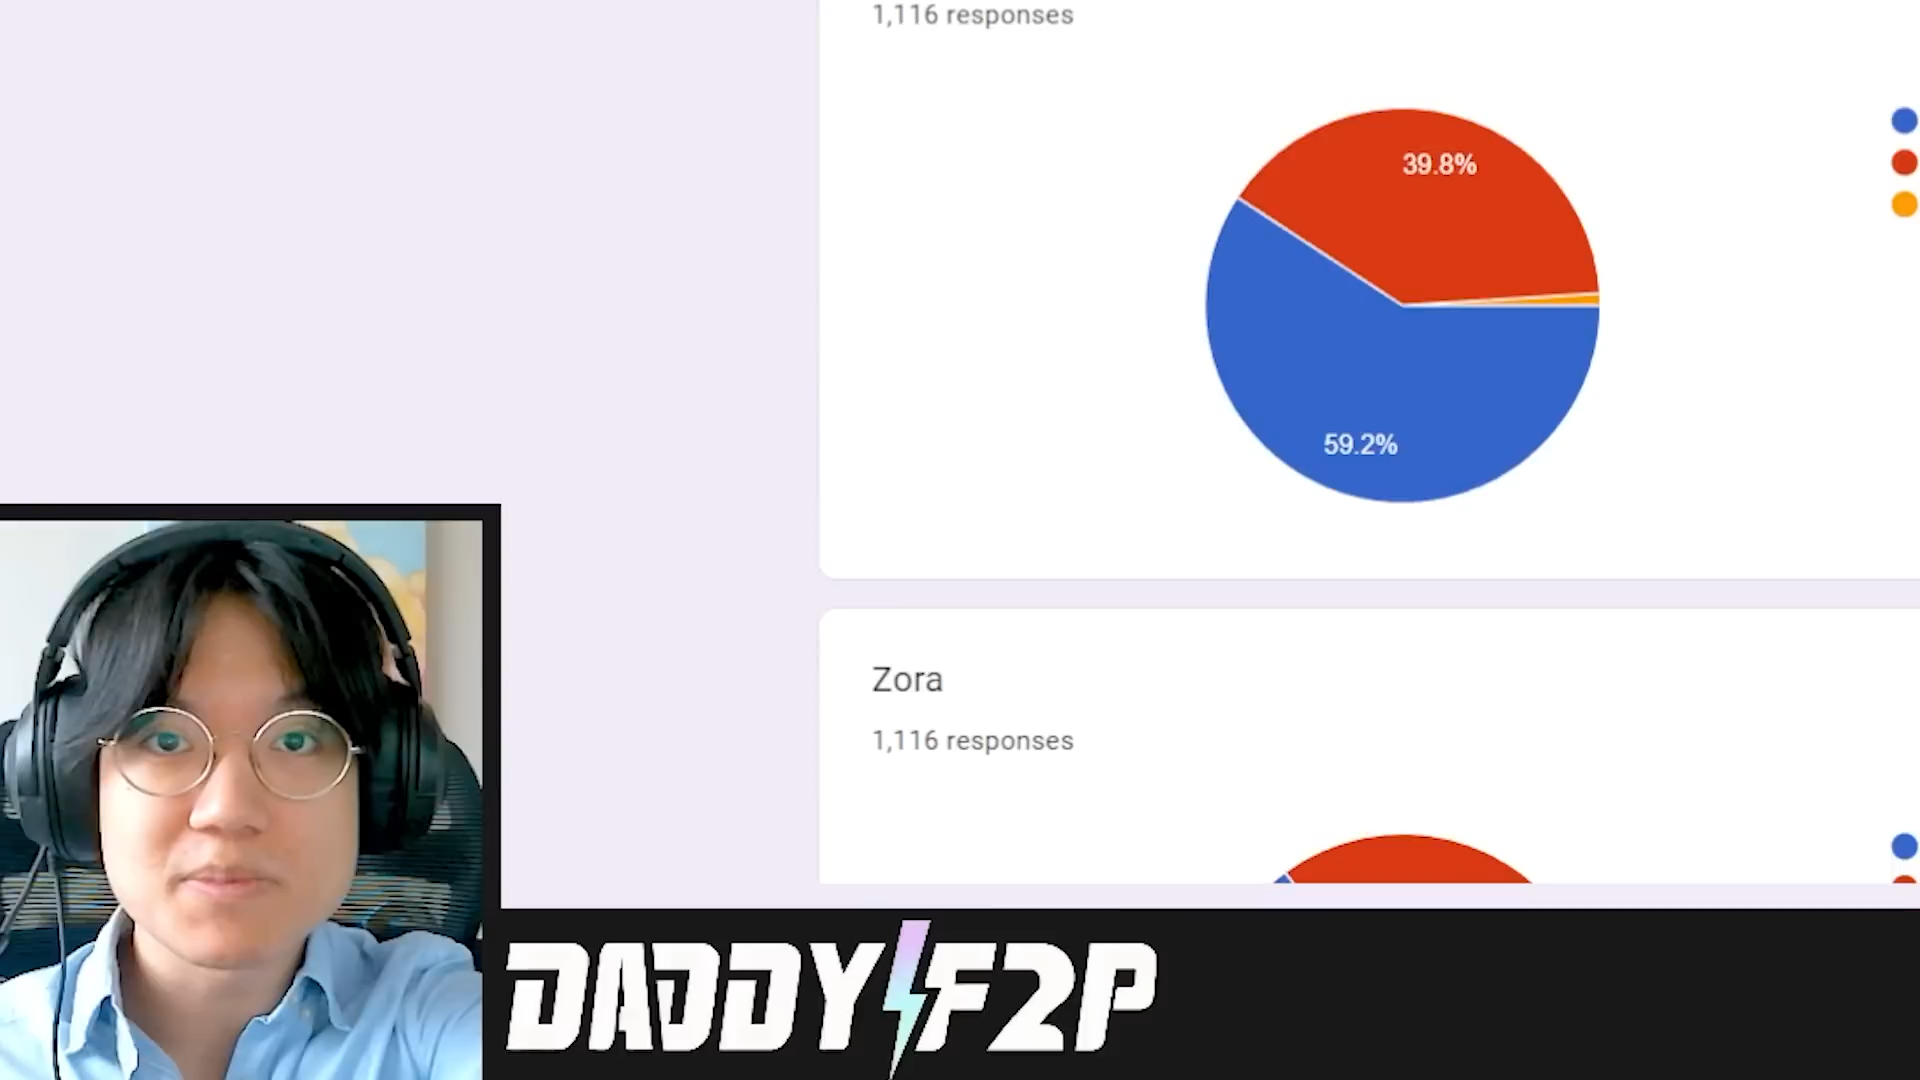 1,116 responses
39.8%
59.2%
Zora
1,116 responses
DADDY F2P